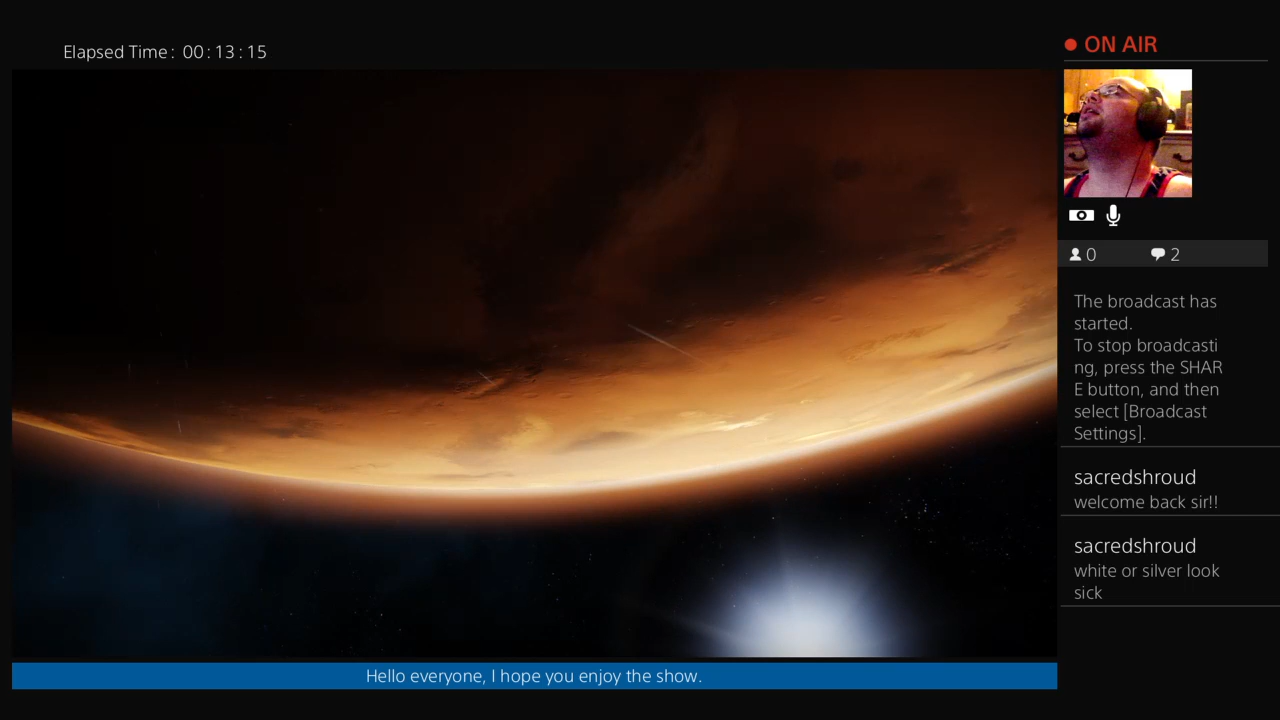 Elapsed Time: 00:13:15
ON AIR
0 2
The broadcast has
started.
To stop broadcasti
ng, press the SHAR
E button, and then
select [Broadcast
Settings].
sacredshroud
welcome back sir!!
sacredshroud
white or silver look
sick
Hello everyone, I hope you enjoy the show.